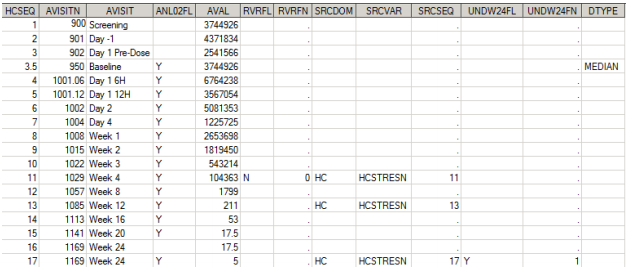 HCSEQ AVISITN AVISIT ANL02FL AVAL RVRFL RVRFN SRCDOM SRCVAR SRCSEQ UNDW24FL UNDW24FN DTYPE
1 900 Screening 3744926 . . . .
2 901 Day -1 4371834 . . .
3 902 Day 1 Pre-Dose 2541566 . . .
3.5 950 Baseline Y 3744926 . . . MEDIAN
4 1001.06 Day 1 6H Y 6764238 . . .
5 1001.12 Day 1 12H Y 3567054 . . .
6 1002 Day 2 Y 5081353 . . .
7 1004 Day 4 Y 1225725 . . .
8 1008 Week 1 Y 2653698 . . .
9 1015 Week 2 Y 1819450 . . .
10 1022 Week 3 Y 543214 . . .
11 1029 Week 4 Y 104363 N 0 HC HCSTRESN 11 .
12 1057 Week 8 Y 1799 . . .
13 1085 Week 12 Y 211 . HC HCSTRESN 13 .
14 1113 Week 16 Y 53 . . .
15 1141 Week 20 Y 17.5 . . .
16 1169 Week 24 17.5 . . .
17 1169 Week 24 Y 5 . HC HCSTRESN 17 Y 1